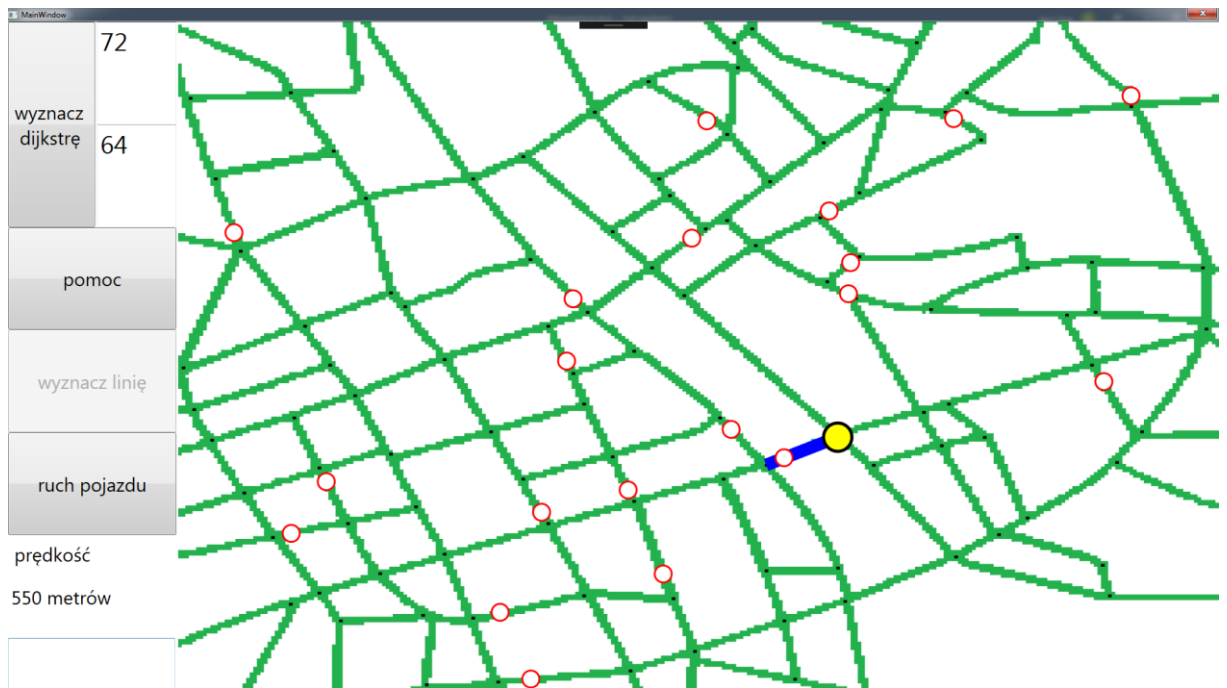 MainWindow
72
wyznacz
dijkstrę
64
pomoc
wyznacz linię
ruch pojazdu
prędkość
550 metrów